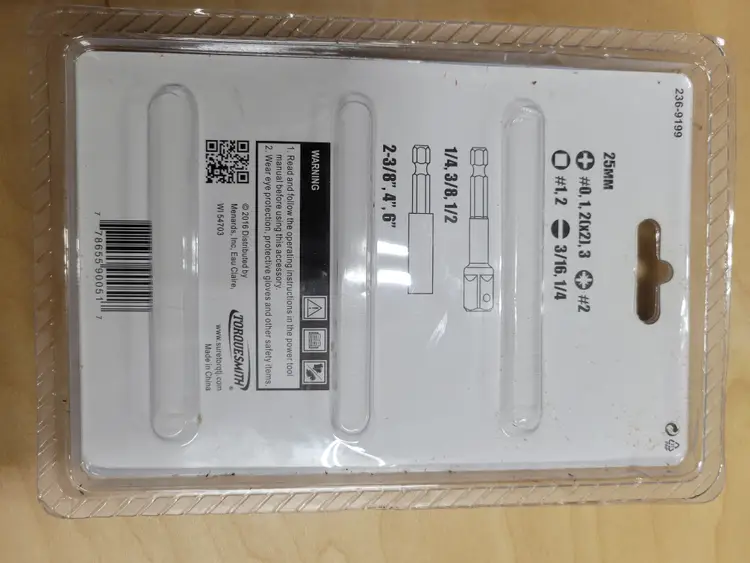 236-9199
25MM
#0, 1, 2(x2), 3
#2
#1, 2
3/16, 1/4
1/4, 3/8, 1/2
2-3/8", 4", 6"
WARNING
1. Read and follow the operating instructions in the power tool
manual before using this accessory.
2. Wear eye protection, protective gloves and other safety items.
© 2016 Distributed by
Menards, Inc. Eau Claire,
WI 54703
TORQUESMITH®
www.suretorqtj.com
Made in China
7 78655 90051 7